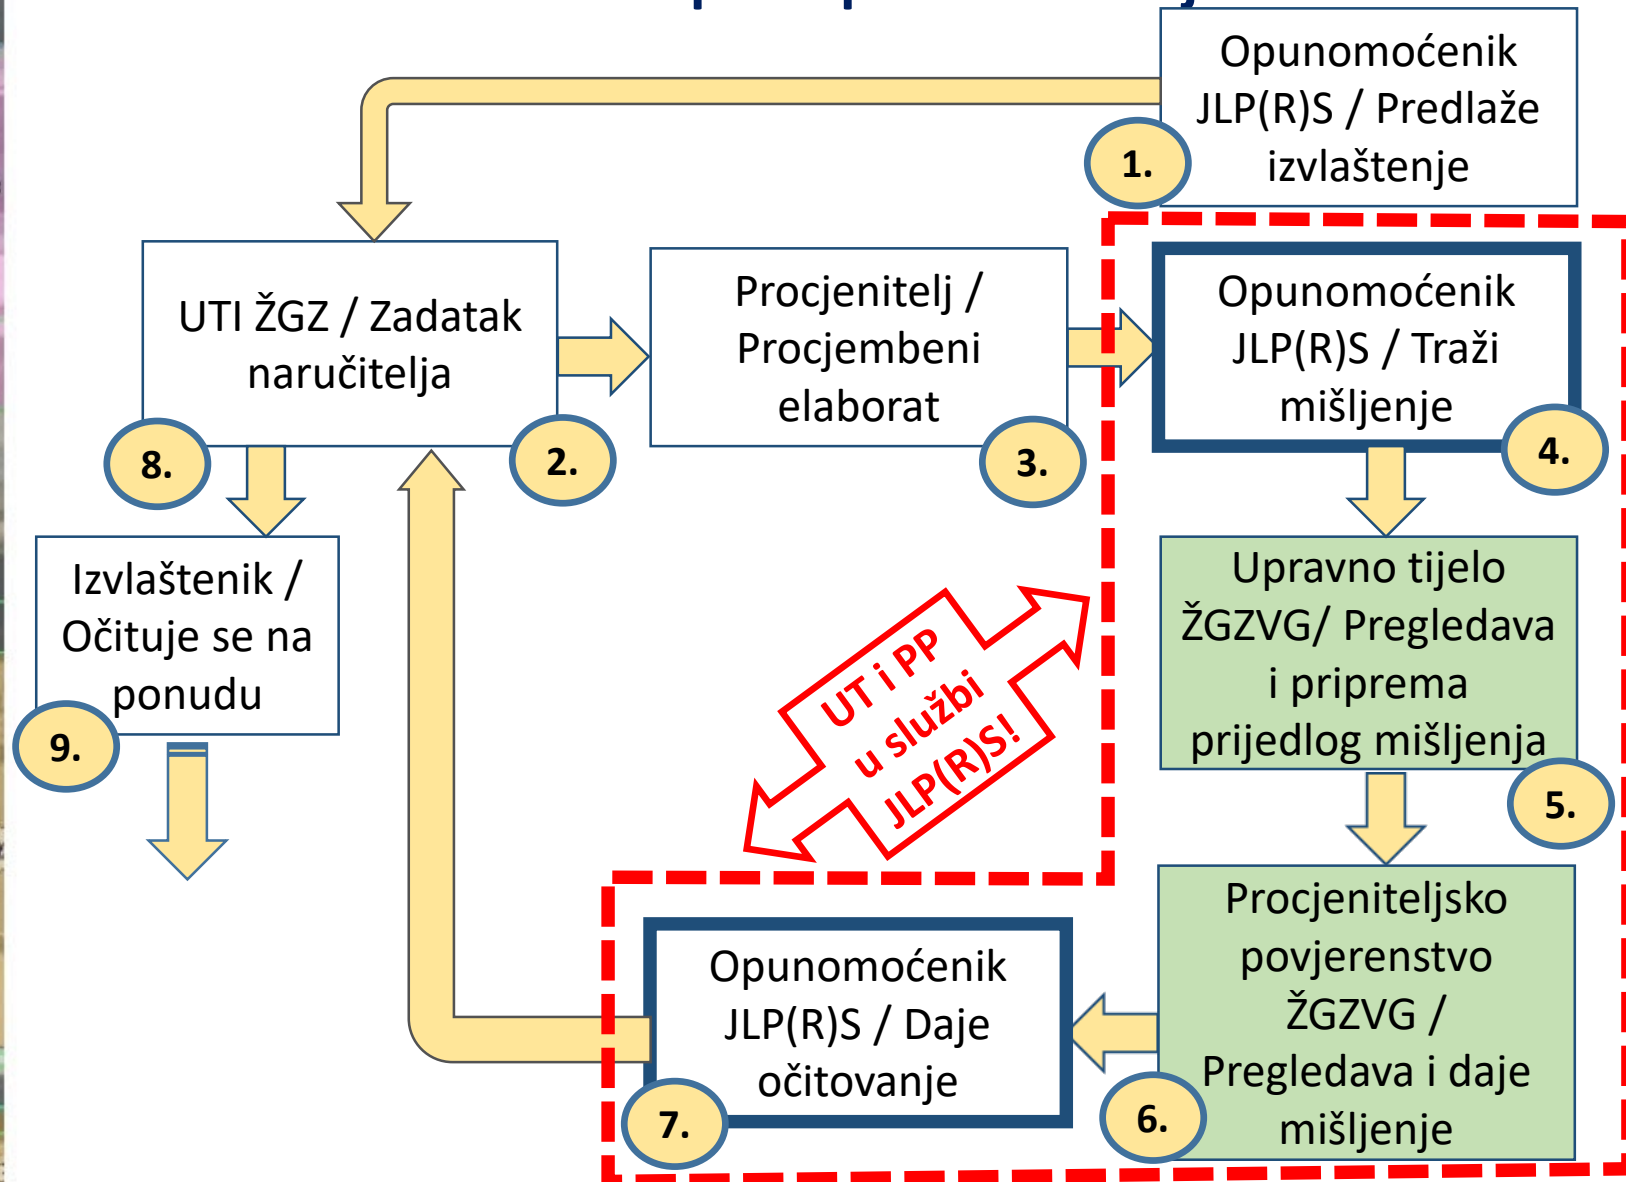 Opunomoćenik
JLP(R)S / Predlaže
izvlaštenje
1.
UTI ŽGZ / Zadatak
naručitelja
8.
2.
Procjenitelj /
Procjembeni
elaborat
3.
Opunomoćenik
JLP(R)S / Traži
mišljenje
4.
Izvlaštenik /
Očituje se na
ponudu
9.
UT i PP
u službi
JLP(R)S!
Upravno tijelo
ŽGZVG/ Pregledava
i priprema
prijedlog mišljenja
5.
Procjeniteljsko
povjerenstvo
ŽGZVG /
Pregledava i daje
mišljenje
6.
Opunomoćenik
JLP(R)S / Daje
očitovanje
7.